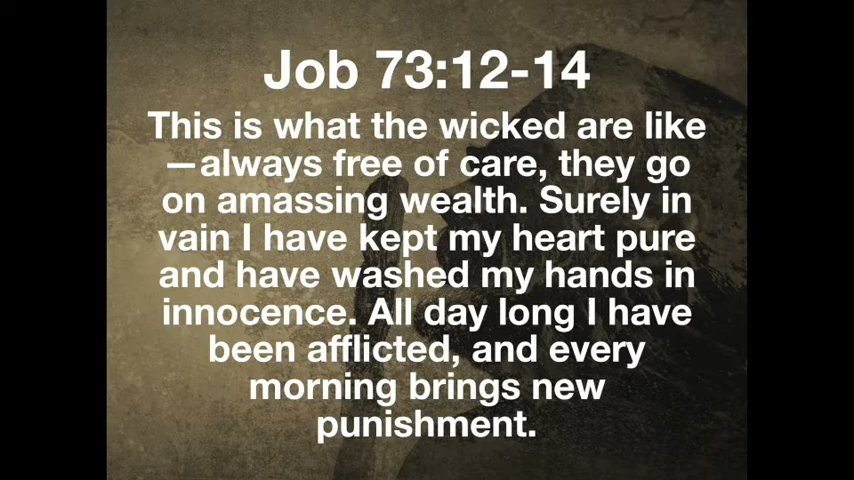 Job 73:12-14
This is what the wicked are like
—always free of care, they go
on amassing wealth. Surely in
vain I have kept my heart pure
and have washed my hands in
innocence. All day long I have
been afflicted, and every
morning brings new
punishment.